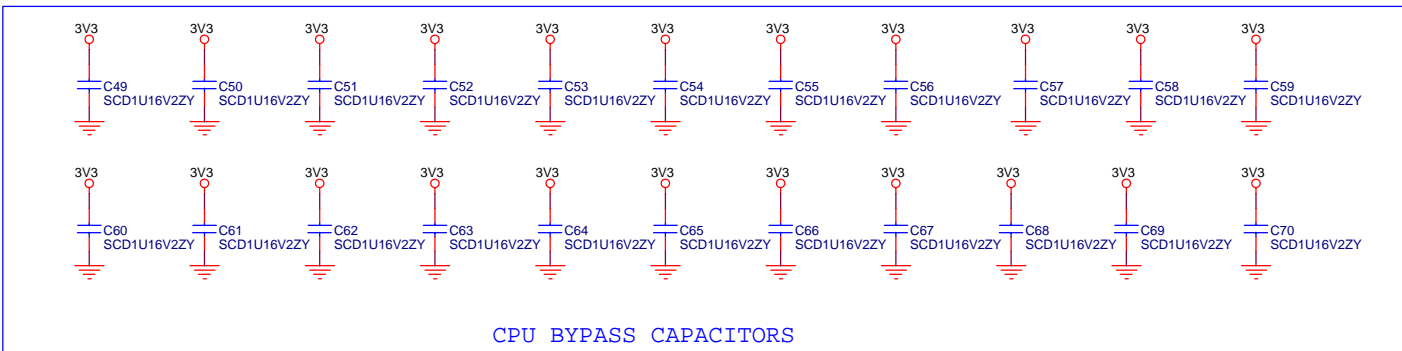 3V3 3V3 3V3 3V3 3V3 3V3 3V3 3V3 3V3 3V3 3V3
C49 C50 C51 C52 C53 C54 C55 C56 C57 C58 C59
SCD1U16V2ZY SCD1U16V2ZY SCD1U16V2ZY SCD1U16V2ZY SCD1U16V2ZY SCD1U16V2ZY SCD1U16V2ZY SCD1U16V2ZY SCD1U16V2ZY SCD1U16V2ZY SCD1U16V2ZY
3V3 3V3 3V3 3V3 3V3 3V3 3V3 3V3 3V3 3V3 3V3
C60 C61 C62 C63 C64 C65 C66 C67 C68 C69 C70
SCD1U16V2ZY SCD1U16V2ZY SCD1U16V2ZY SCD1U16V2ZY SCD1U16V2ZY SCD1U16V2ZY SCD1U16V2ZY SCD1U16V2ZY SCD1U16V2ZY SCD1U16V2ZY SCD1U16V2ZY
CPU BYPASS CAPACITORS